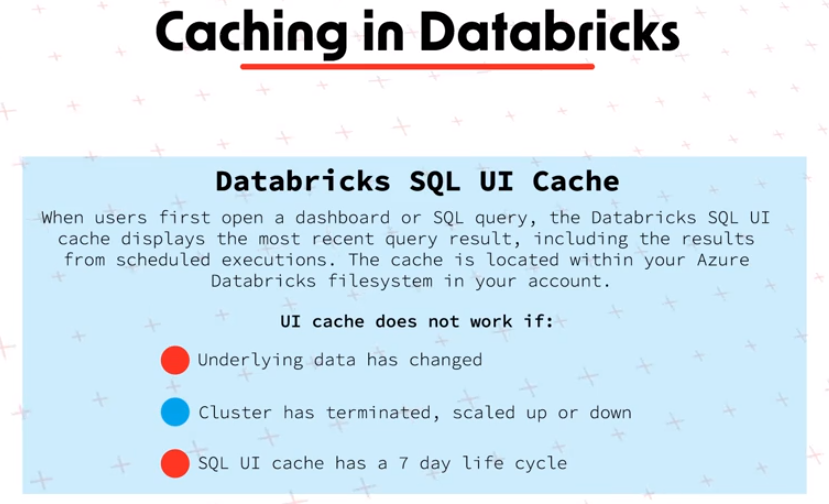 Caching in Databricks
Databricks SQL UI Cache
When users first open a dashboard or SQL query, the Databricks SQL UI
cache displays the most recent query result, including the results
from scheduled executions. The cache is located within your Azure
Databricks filesystem in your account.
UI cache does not work if:
Underlying data has changed
Cluster has terminated, scaled up or down
SQL UI cache has a 7 day life cycle